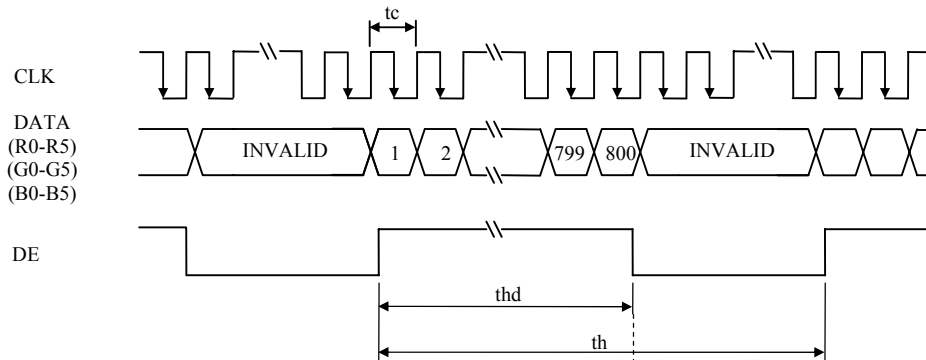 tc
CLK
DATA
(R0-R5)
(G0-G5)
(B0-B5)
INVALID
1
2
799
800
INVALID
DE
thd
th